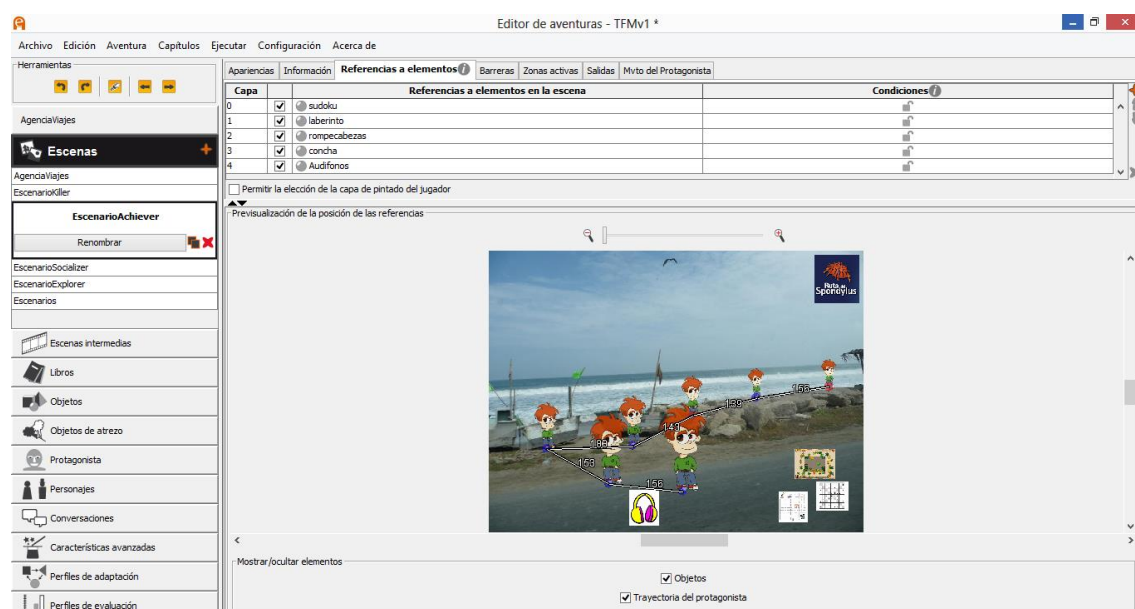 Editor de aventuras - TFMv1 *
Archivo Edición Aventura Capítulos Ejecutar Configuración Acerca de
Herramientas
AgenciaViajes
Escenas
AgenciaViajes
EscenarioKiller
EscenarioAchiever
Renombrar
EscenarioSocializer
EscenarioExplorer
Escenarios
Escenas intermedias
Libros
Objetos
Objetos de atrezo
Protagonista
Personajes
Conversaciones
Características avanzadas
Perfiles de adaptación
Perfiles de evaluación
Apariencias Información Referencias a elementos Barreras Zonas activas Salidas Mvto del Protagonista
Capa Referencias a elementos en la escena Condiciones
0 sudoku
1 laberinto
2 rompecabezas
3 concha
4 Audifonos
Permitir la elección de la capa de pintado del jugador
Previsualización de la posición de las referencias
Ruta
Spondylus
139
143
153
156
Mostrar/ocultar elementos
Objetos
Trayectoria del protagonista